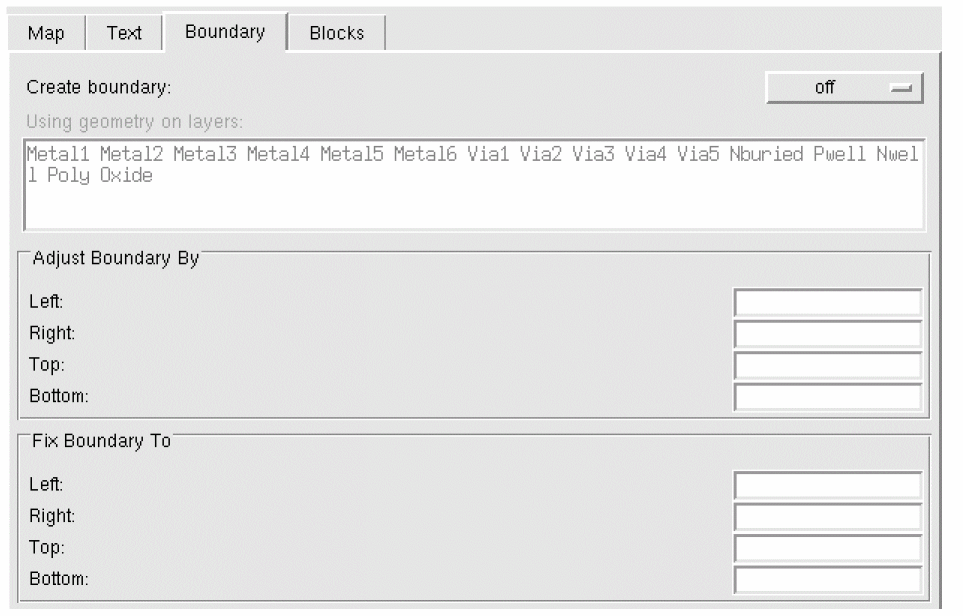 Map Text Boundary Blocks
Create boundary: off
Using geometry on layers:
Metal1 Metal2 Metal3 Metal4 Metal5 Metal6 Via1 Via2 Via3 Via4 Via5 Nburied Pwell Nwel
l Poly Oxide
Adjust Boundary By
Left:
Right:
Top:
Bottom:
Fix Boundary To
Left:
Right:
Top:
Bottom: